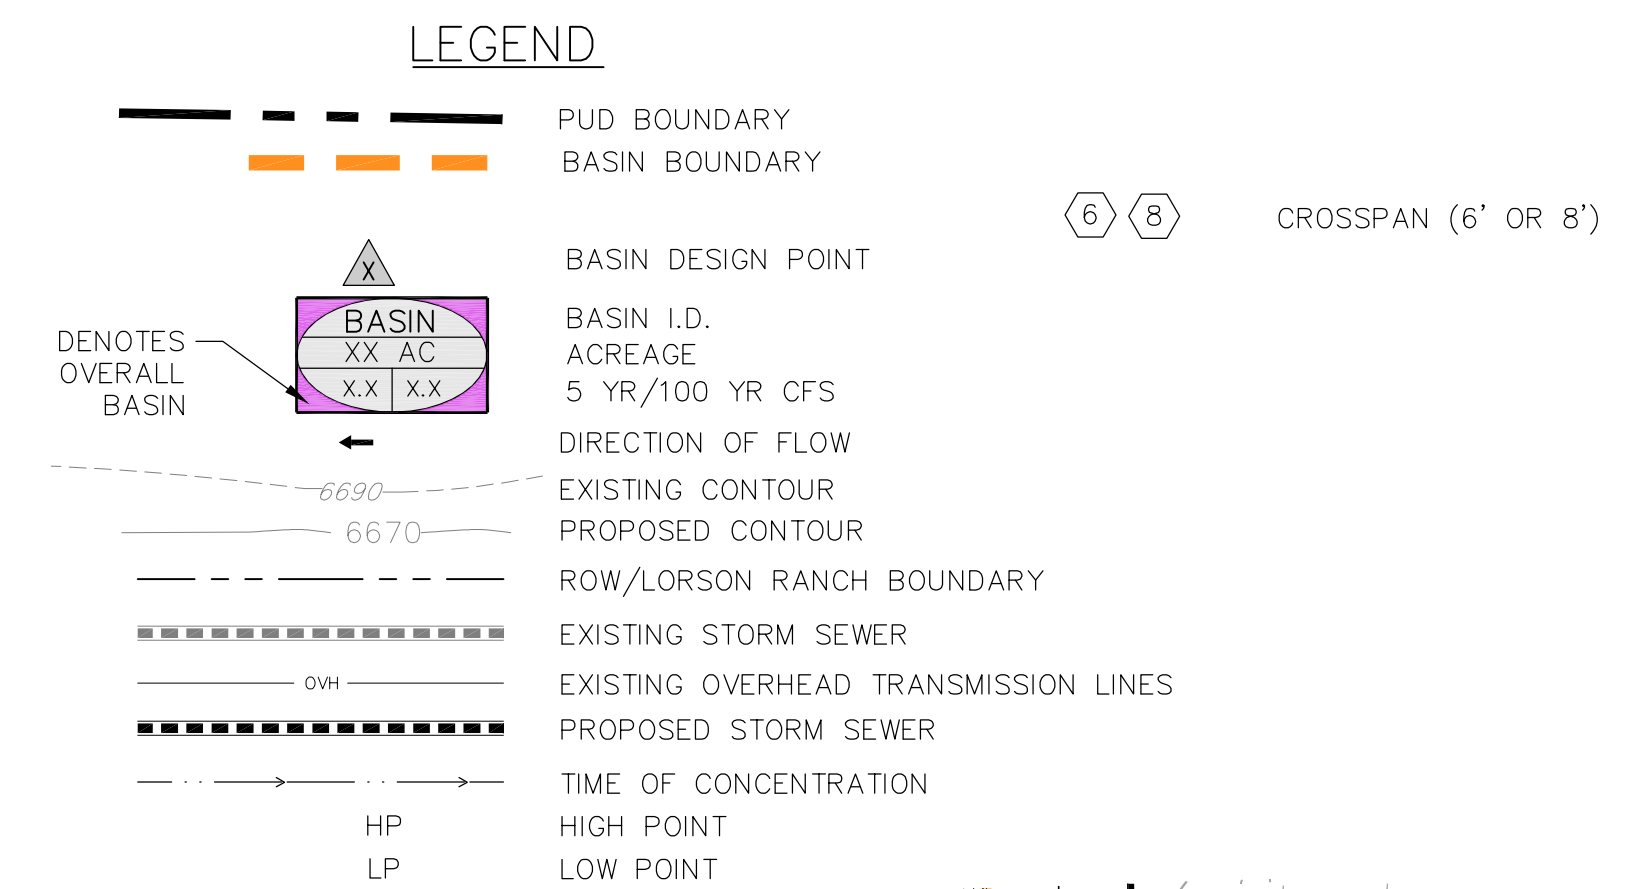 LEGEND
PUD BOUNDARY
BASIN BOUNDARY
6 8 CROSSPAN (6' OR 8')
X BASIN DESIGN POINT
BASIN BASIN I.D.
DENOTES
OVERALL
BASIN
XX AC ACREAGE
X.X X.X 5 YR/100 YR CFS
DIRECTION OF FLOW
6690 EXISTING CONTOUR
6670 PROPOSED CONTOUR
ROW/LORSON RANCH BOUNDARY
EXISTING STORM SEWER
OVH EXISTING OVERHEAD TRANSMISSION LINES
PROPOSED STORM SEWER
TIME OF CONCENTRATION
HP HIGH POINT
LP LOW POINT